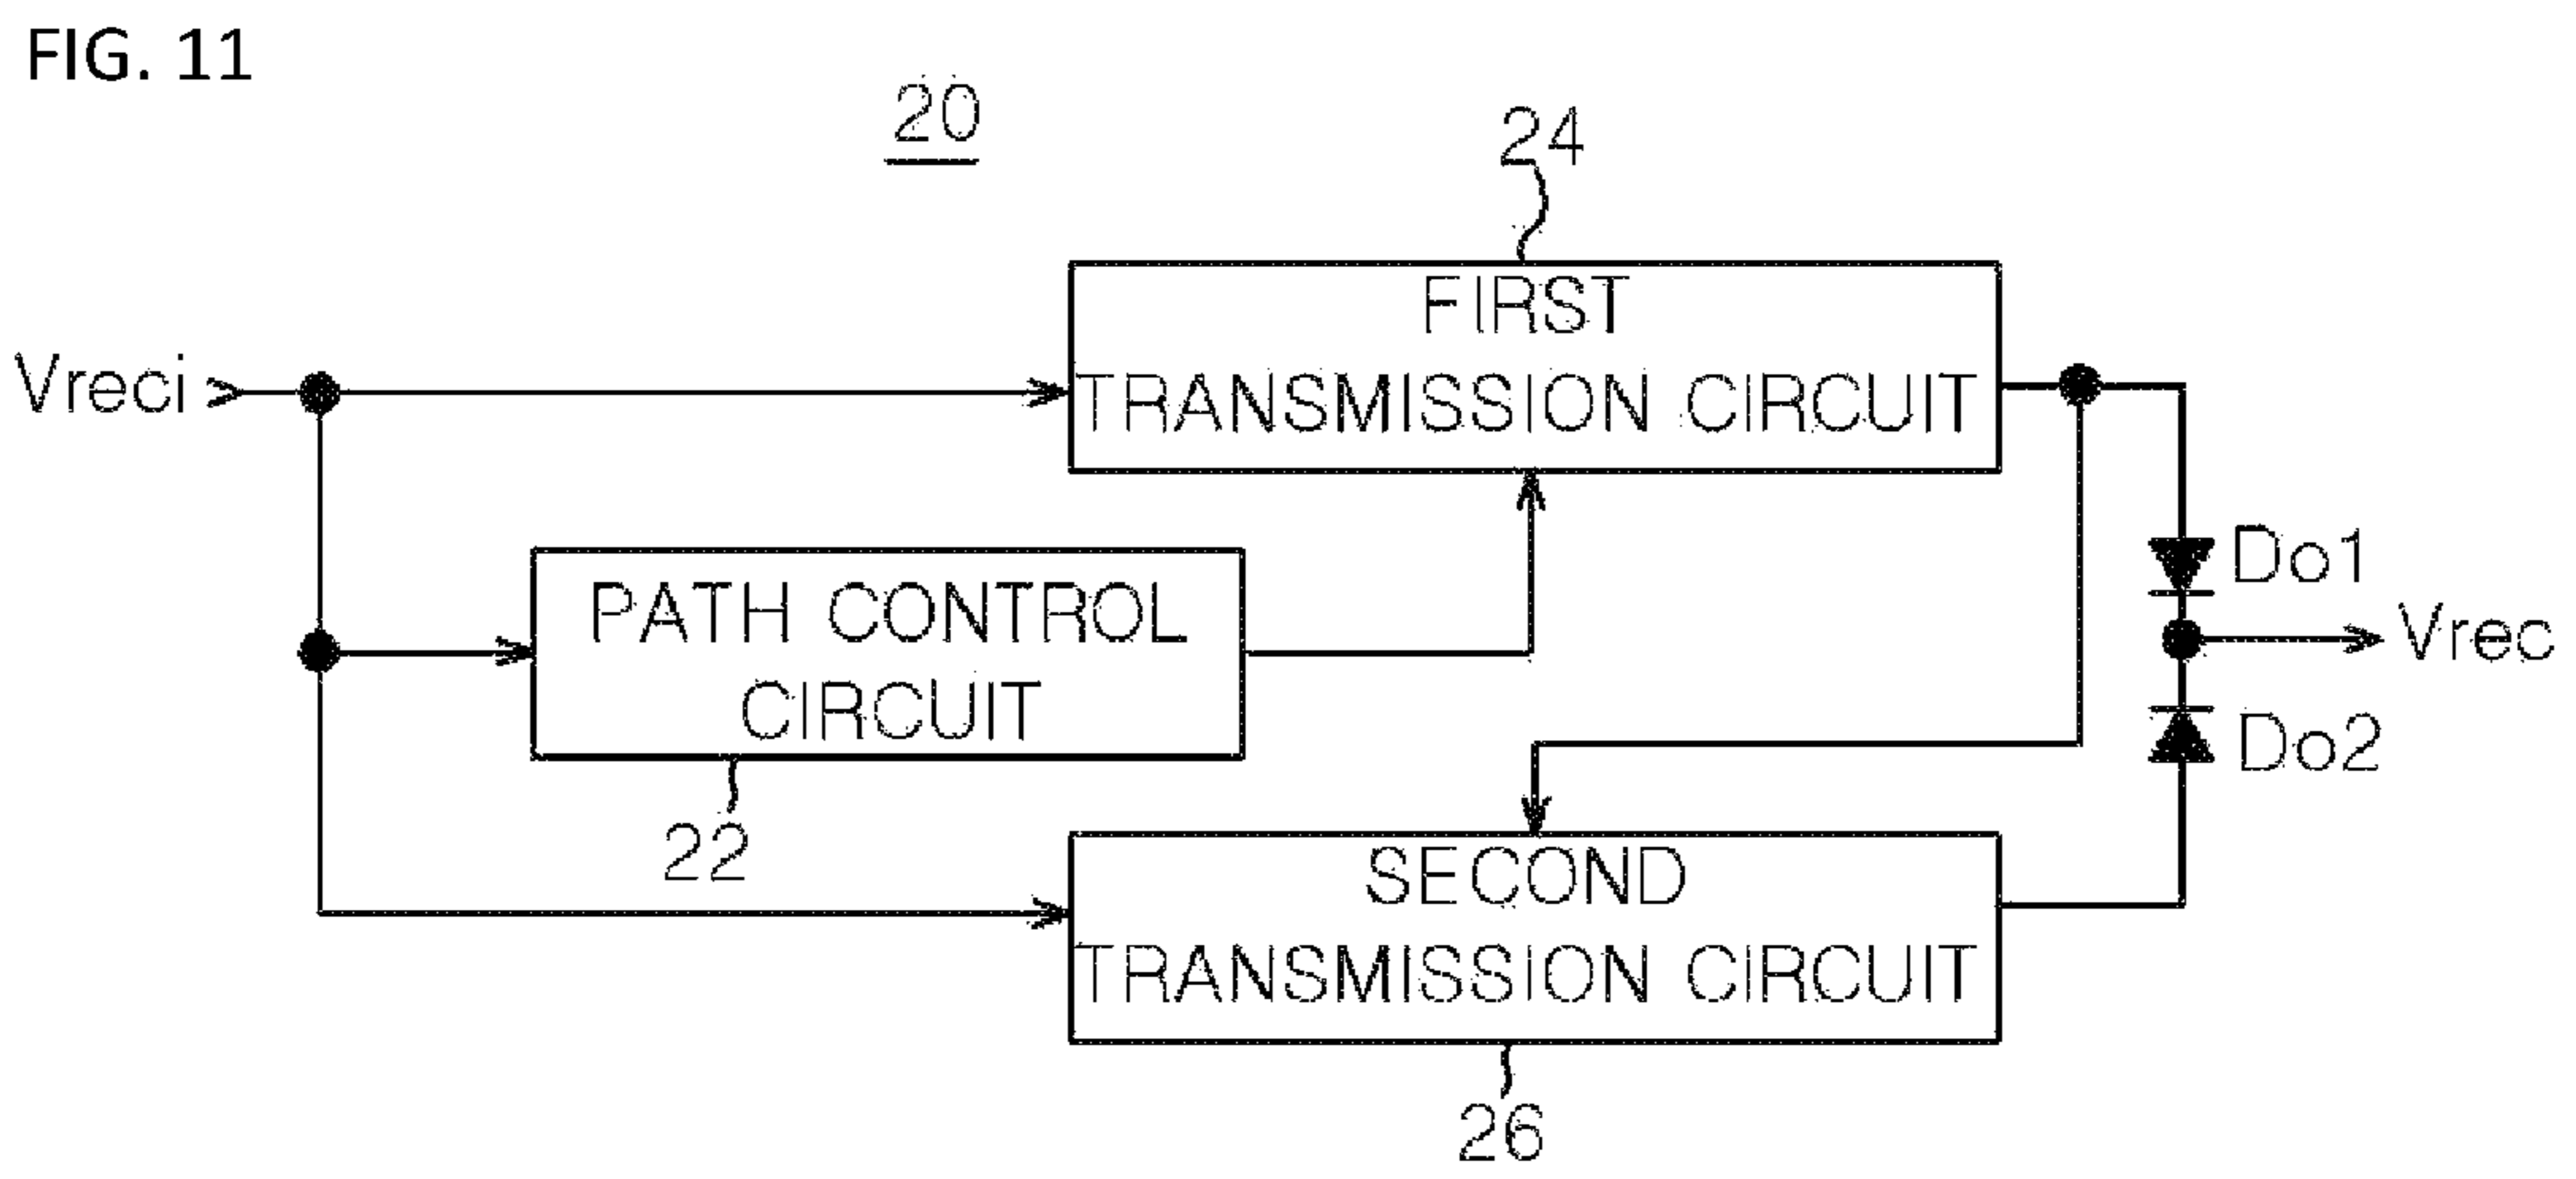 FIG. 11
20
24
FIRST
TRANSMISSION CIRCUIT
Vreci
PATH CONTROL
CIRCUIT
22
Do1
Vrec
Do2
SECOND
TRANSMISSION CIRCUIT
26